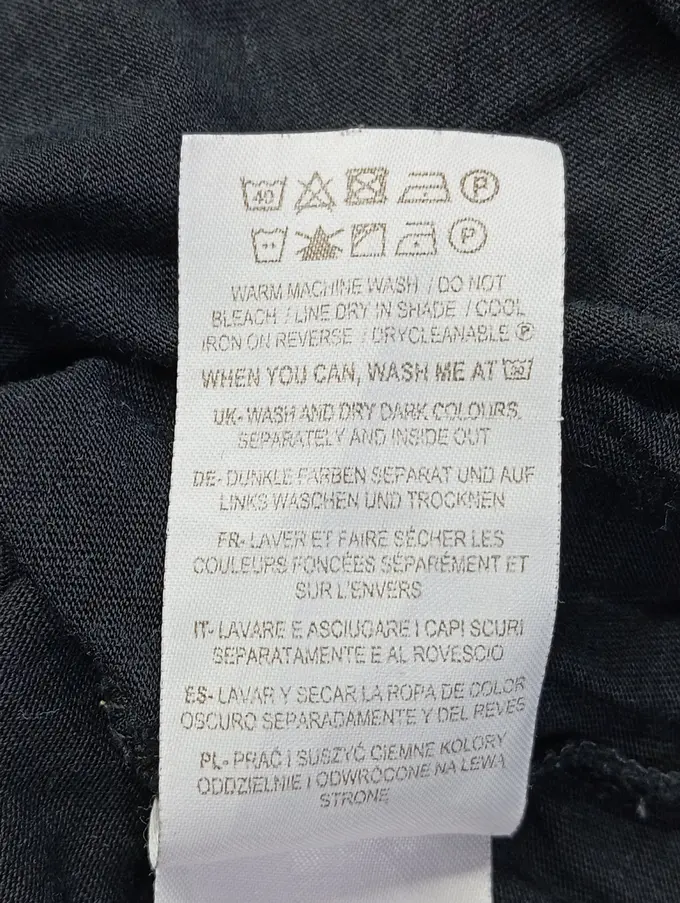 40 P
P
WARM MACHINE WASH / DO NOT
BLEACH / LINE DRY IN SHADE / COOL
IRON ON REVERSE / DRYCLEANABLE Ⓟ
WHEN YOU CAN, WASH ME AT 30
UK- WASH AND DRY DARK COLOURS,
SEPARATELY AND INSIDE OUT
DE- DUNKLE FARBEN SEPARAT UND AUF
LINKS WASCHEN UND TROCKNEN
FR- LAVER ET FAIRE SÉCHER LES
COULEURS FONCÉES SÉPARÉMENT ET
SUR L'ENVERS
IT- LAVARE E ASCIUGARE I CAPI SCURI
SEPARATAMENTE E AL ROVESCIO
ES- LAVAR Y SECAR LA ROPA DE COLOR
OSCURO SEPARADAMENTE Y DEL REVES
PL- PRAĆ I SUSZYĆ CIEMNE KOLORY
ODDZIELNIE I ODWRÓCONE NA LEWĄ
STRONĘ